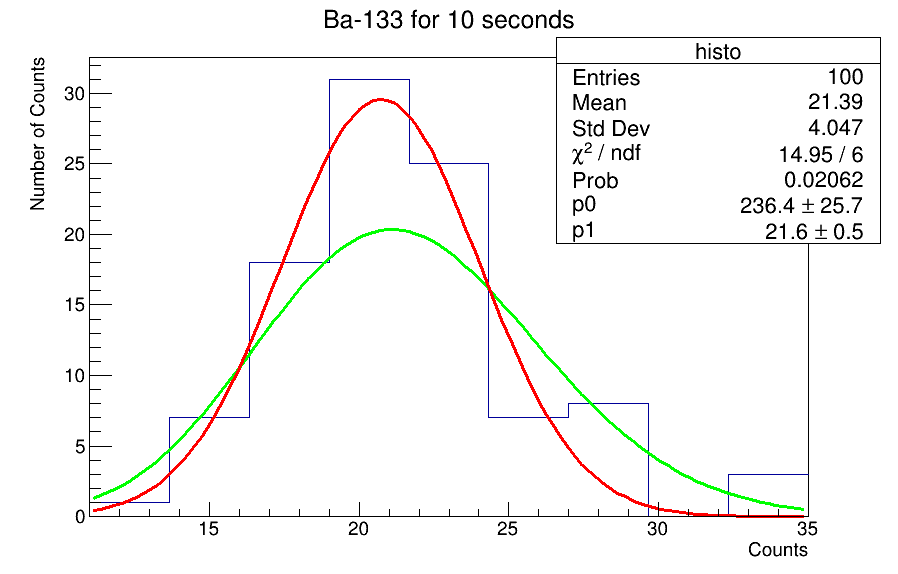 Ba-133 for 10 seconds
histo
Entries 100
Mean 21.39
Std Dev 4.047
χ² / ndf 14.95 / 6
Prob 0.02062
p0 236.4 ± 25.7
p1 21.6 ± 0.5
Number of Counts
30
25
20
15
10
5
0
15 20 25 30 35
Counts